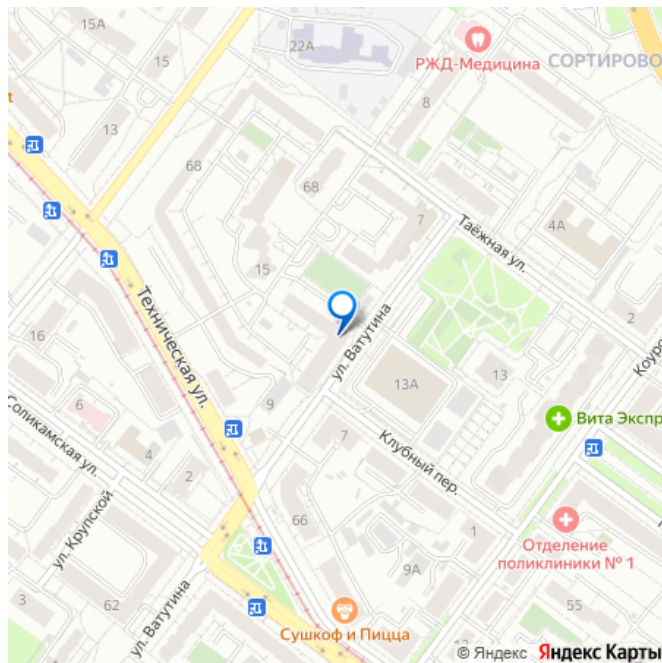 15А
22А
РЖД-Медицина
СОРТИРОВО
15
t
8
13
68
68
7
Таёжная ул.
4А
15
Техническая ул.
ул. Ватутина
2
16
Коуро
13А
13
6
9
Вита Экспр
Соликамская ул.
7
4
Клубный пер.
2
ул. Крупской
66
1
Отделение
поликлиники № 1
9А
3
62
ул. Ватутина
55
Сушкоф и Пицца
© Яндекс Яндекс Карты